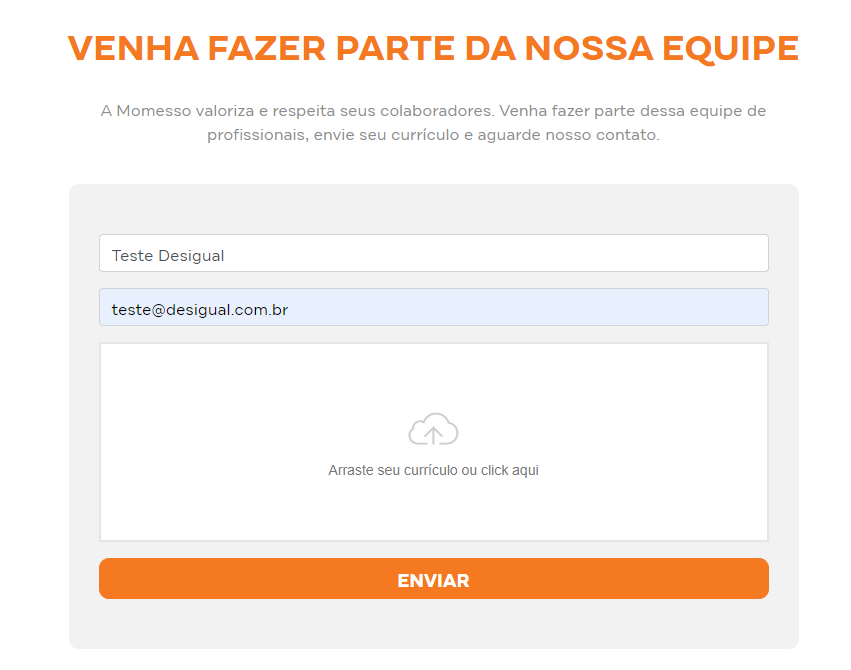 VENHA FAZER PARTE DA NOSSA EQUIPE
A Momesso valoriza e respeita seus colaboradores. Venha fazer parte dessa equipe de
profissionais, envie seu currículo e aguarde nosso contato.
Teste Desigual
teste@desigual.com.br
Arraste seu currículo ou click aqui
ENVIAR